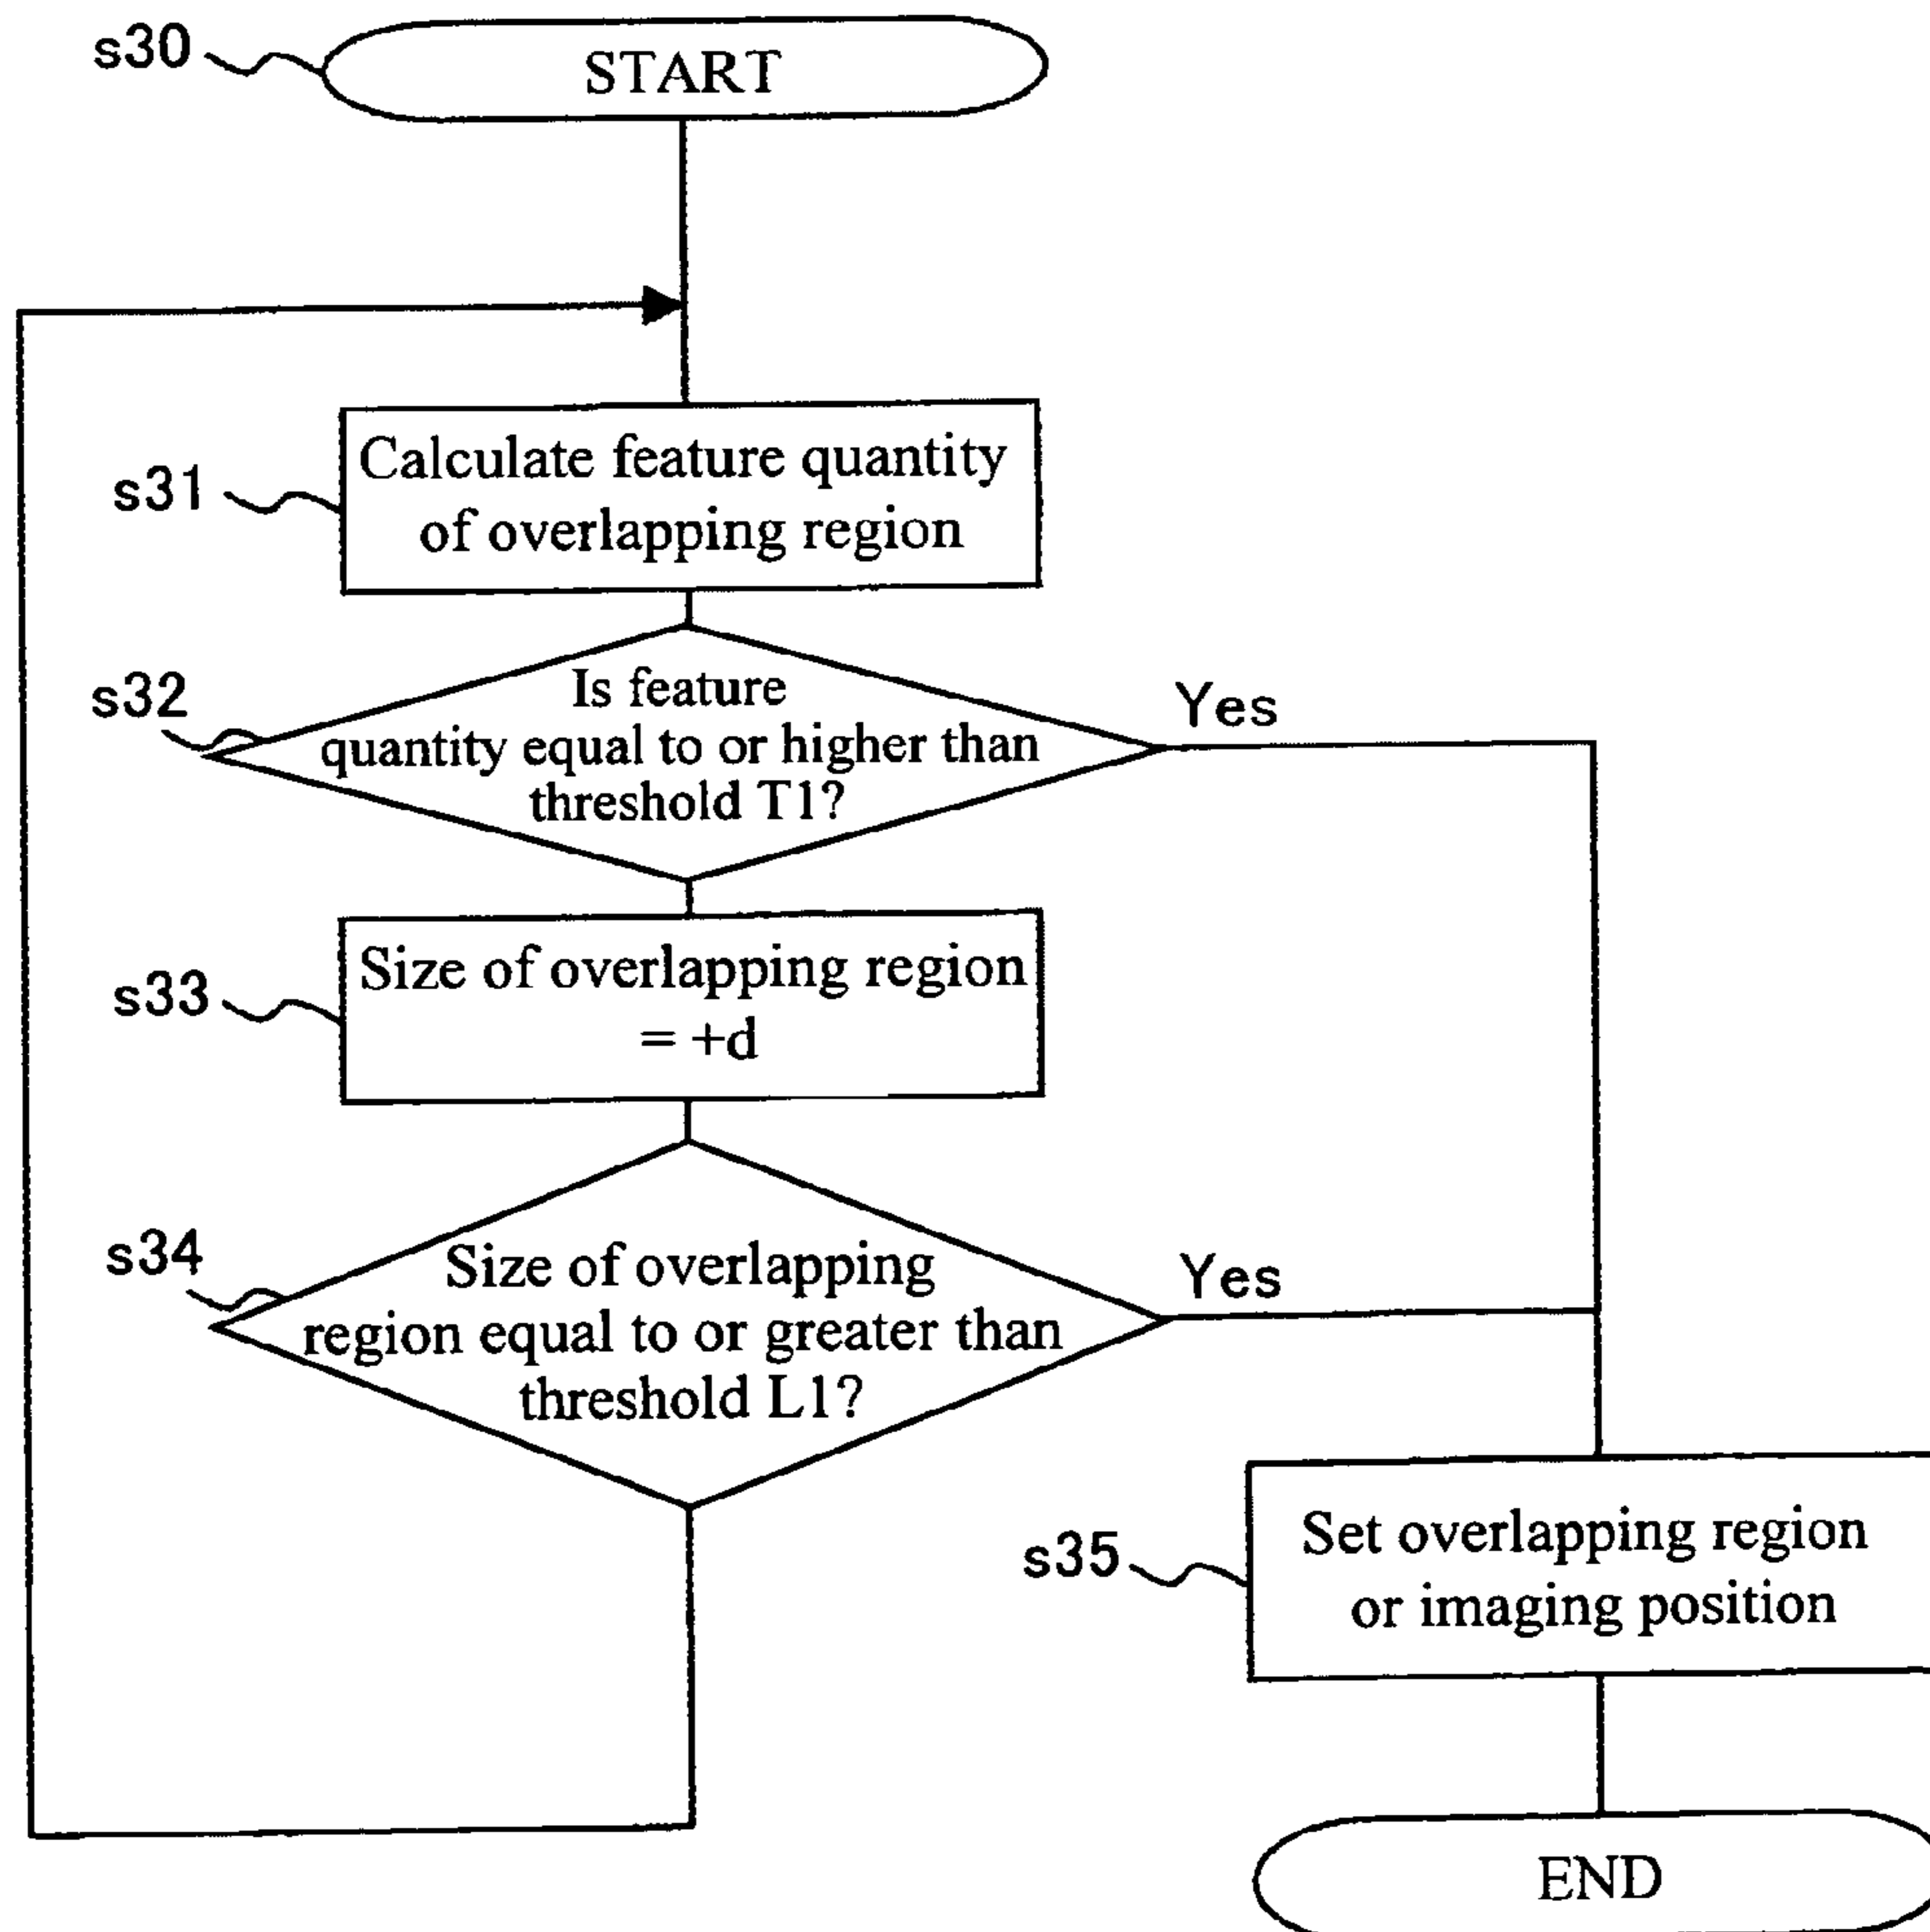 s30
START
s31
Calculate feature quantity
of overlapping region
s32
Is feature
quantity equal to or higher than
threshold T1?
Yes
s33
Size of overlapping region
= +d
s34
Size of overlapping
region equal to or greater than
threshold L1?
Yes
s35
Set overlapping region
or imaging position
END